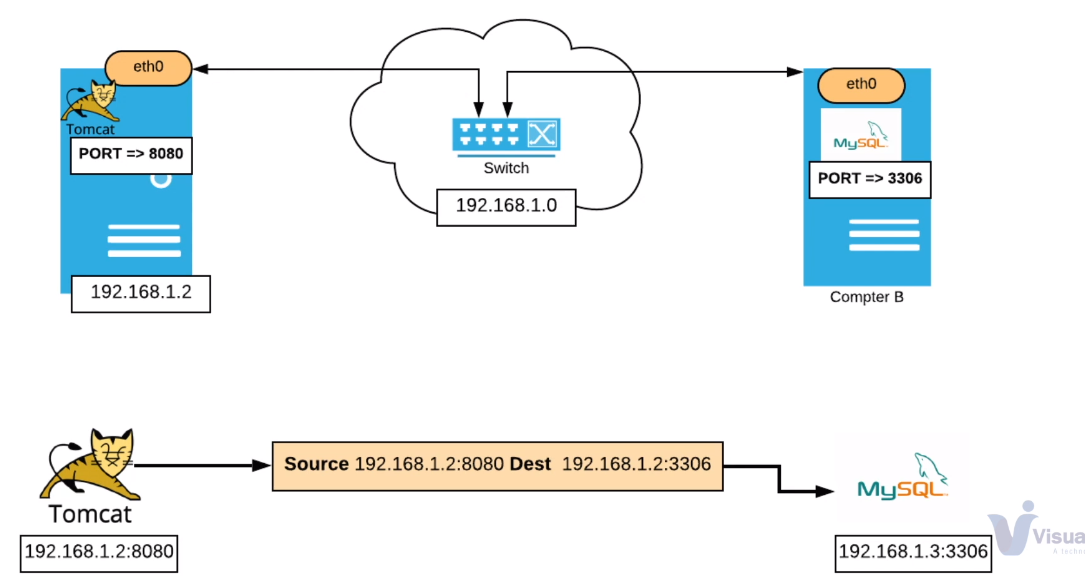 eth0
eth0
Tomcat
MySQL
PORT => 8080
PORT => 3306
Switch
192.168.1.0
192.168.1.2
Compter B
Source 192.168.1.2:8080 Dest 192.168.1.2:3306
Tomcat
MySQL
192.168.1.2:8080
192.168.1.3:3306
Visua
A techni